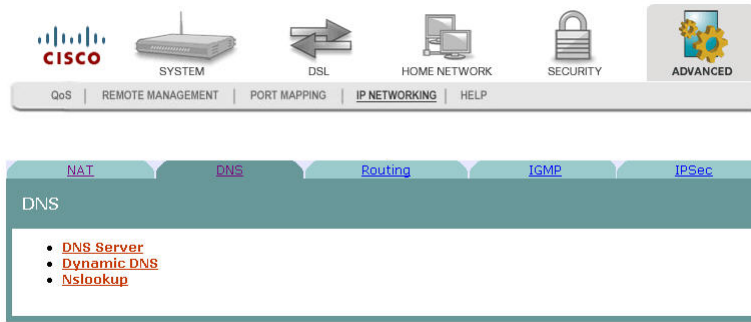 CISCO
SYSTEM DSL HOME NETWORK SECURITY ADVANCED
QoS | REMOTE MANAGEMENT | PORT MAPPING | IP NETWORKING | HELP
NAT DNS Routing IGMP IPSec
DNS
• DNS Server
• Dynamic DNS
• Nslookup